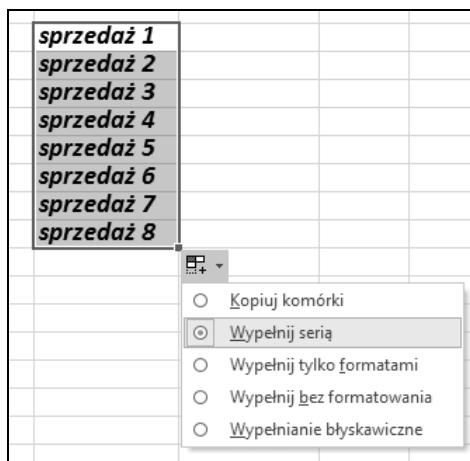 sprzedaż 1
sprzedaż 2
sprzedaż 3
sprzedaż 4
sprzedaż 5
sprzedaż 6
sprzedaż 7
sprzedaż 8
Kopiuj komórki
Wypełnij serią
Wypełnij tylko formatami
Wypełnij bez formatowania
Wypełnianie błyskawiczne